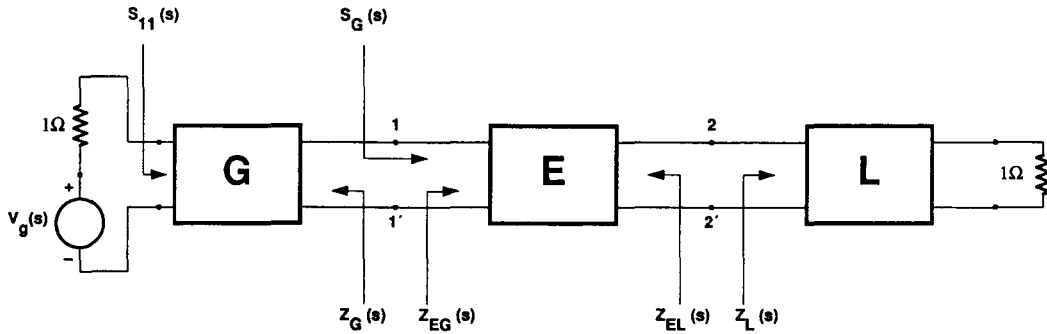 S11(s)
SG(s)
1Ω
1
2
G
E
L
1Ω
+
Vg(s)
−
1′
2′
ZG(s)
ZEG(s)
ZEL(s)
ZL(s)